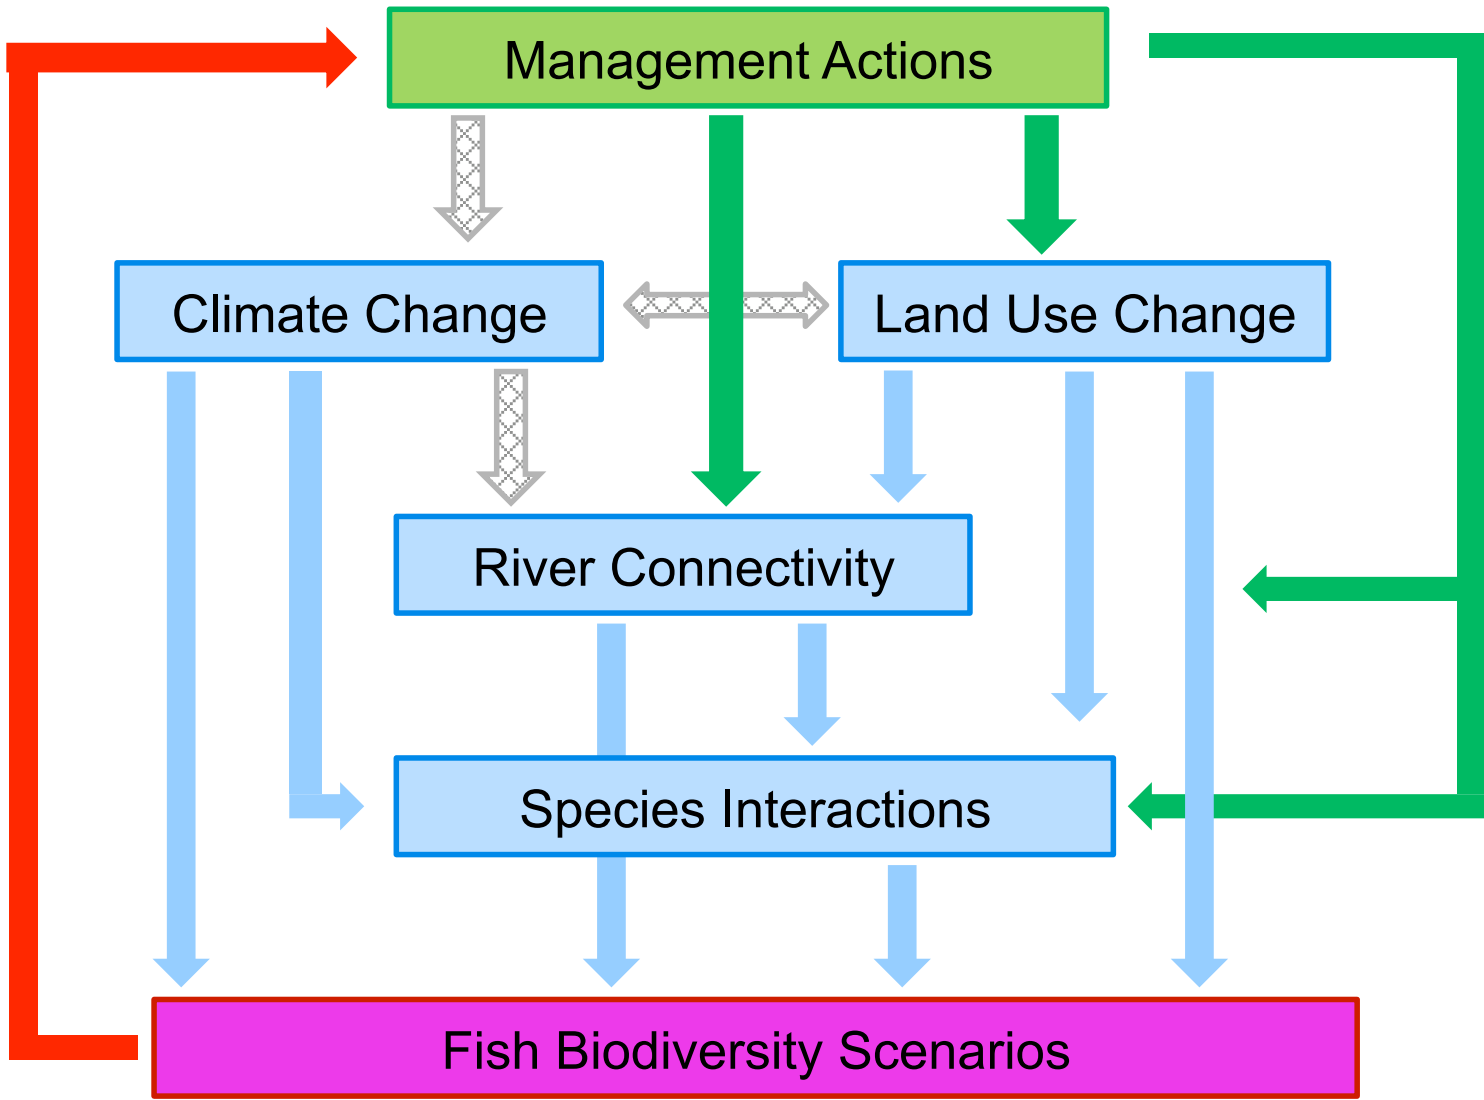 Management Actions
Climate Change
Land Use Change
River Connectivity
Species Interactions
Fish Biodiversity Scenarios